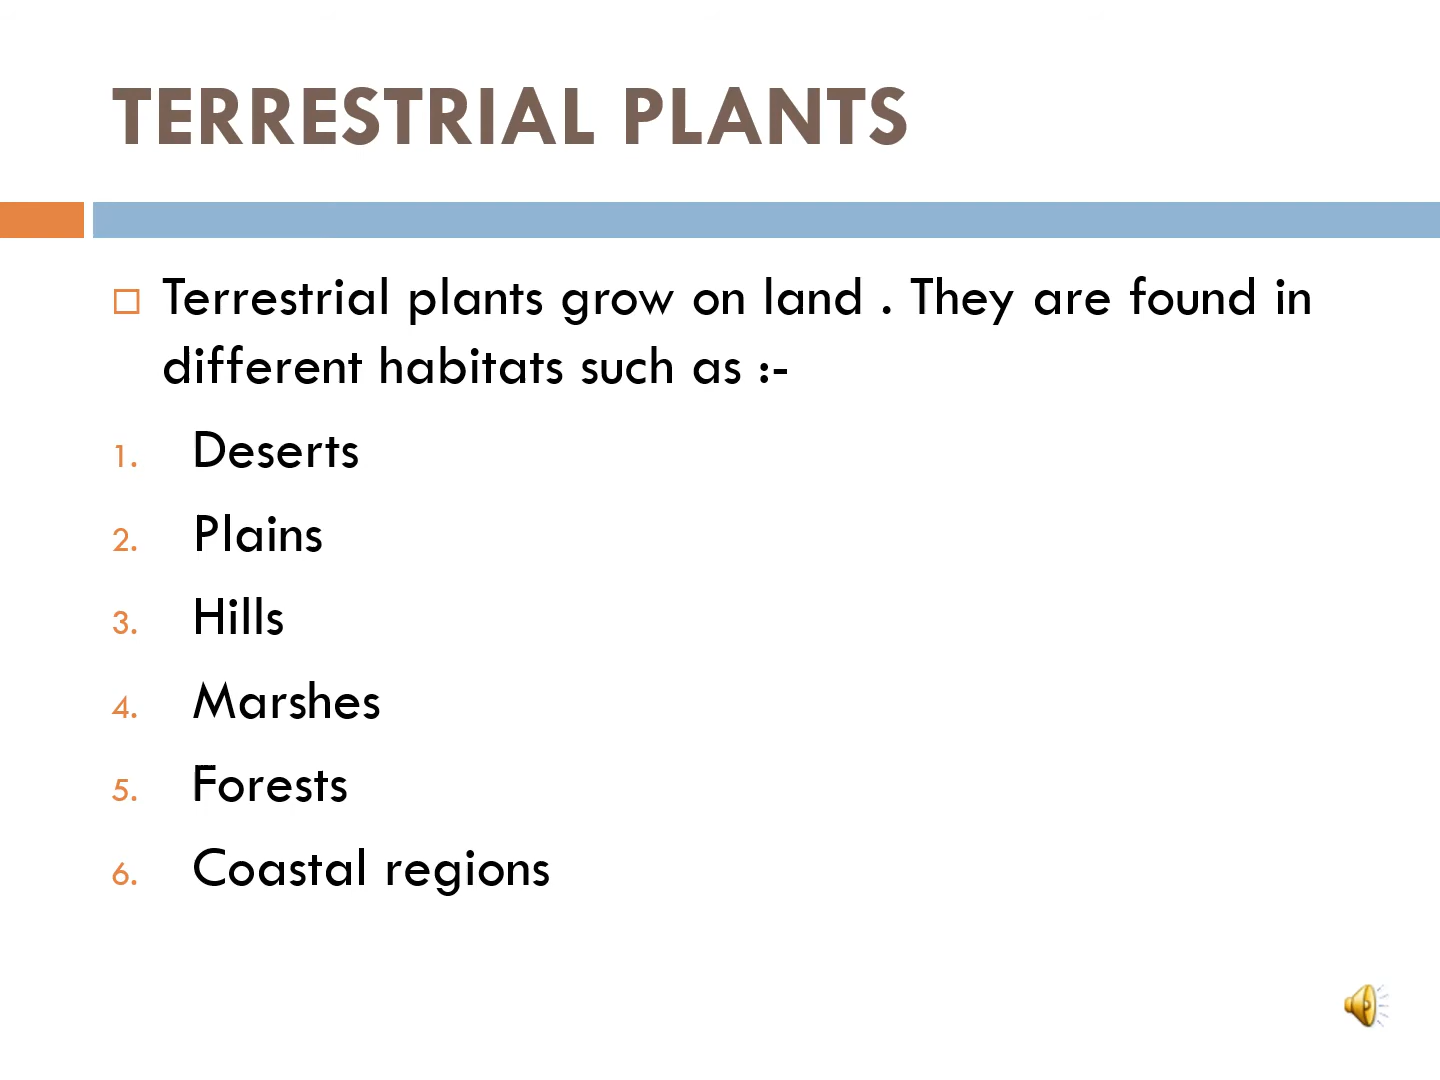 TERRESTRIAL PLANTS
Terrestrial plants grow on land . They are found in
different habitats such as :-
1. Deserts
2. Plains
3. Hills
4. Marshes
5. Forests
6. Coastal regions